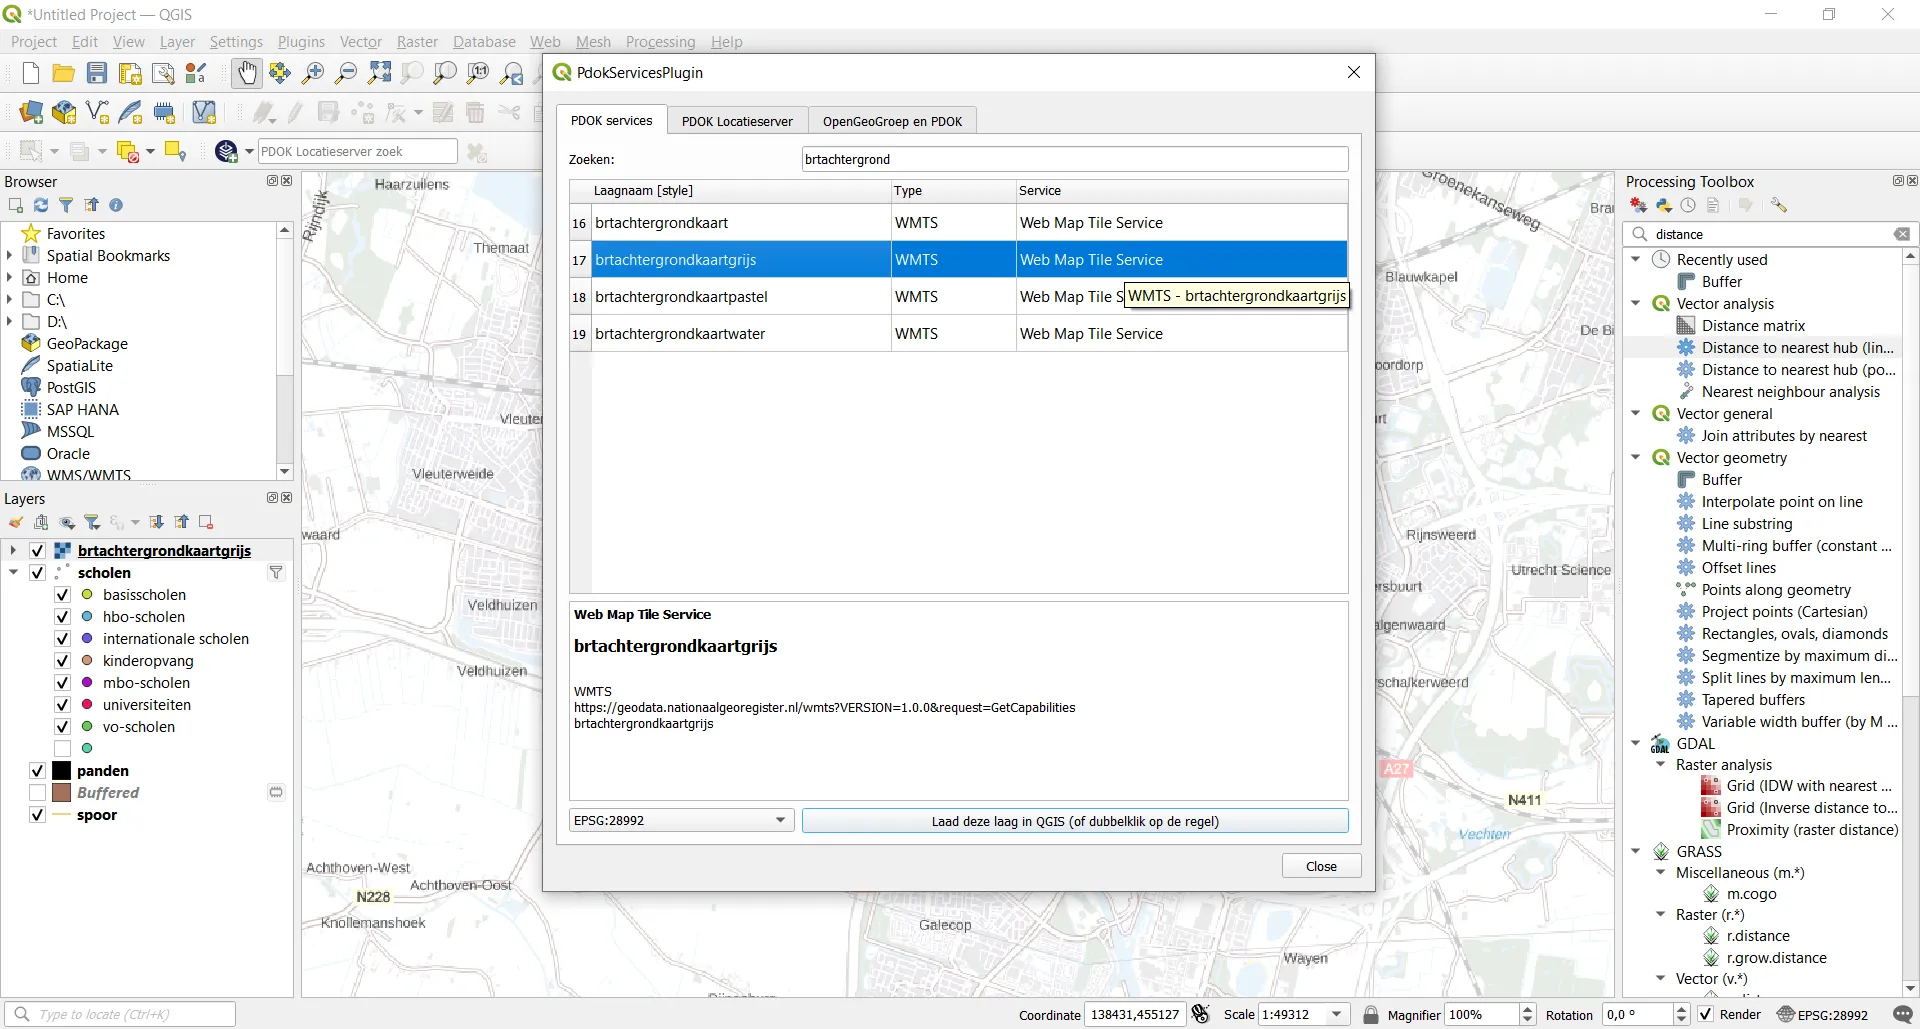 *Untitled Project — QGIS
Project Edit View Layer Settings Plugins Vector Raster Database Web Mesh Processing Help
PDOK Locatieserver zoek
Browser
Favorites
Spatial Bookmarks
Home
C:\
D:\
GeoPackage
SpatiaLite
PostGIS
SAP HANA
MSSQL
Oracle
WMS/WMTS
Layers
brtachtergrondkaartgrijs
scholen
basisscholen
hbo-scholen
internationale scholen
kinderopvang
mbo-scholen
universiteiten
vo-scholen
panden
Buffered
spoor
Type to locate (Ctrl+K)
Rijndijk
Haarzuilens
Themaat
Vleuter
Vleuterweide
waard
Veldhuizen
Veldhuizen
Achthoven-West
Achthoven-Oost
N228
Knollemanshoek
PdokServicesPlugin
PDOK services PDOK Locatieserver OpenGeoGroep en PDOK
Zoeken: brtachtergrond
Laagnaam [style] Type Service
16 brtachtergrondkaart WMTS Web Map Tile Service
17 brtachtergrondkaartgrijs WMTS Web Map Tile Service
18 brtachtergrondkaartpastel WMTS Web Map Tile S
WMTS - brtachtergrondkaartgrijs
19 brtachtergrondkaartwater WMTS Web Map Tile Service
Web Map Tile Service
brtachtergrondkaartgrijs
WMTS
https://geodata.nationaalgeoregister.nl/wmts?VERSION=1.0.0&request=GetCapabilities
brtachtergrondkaartgrijs
EPSG:28992 Laad deze laag in QGIS (of dubbelklik op de regel)
Close
Galecop
Wayen
Groenekanseweg
Bra
Blauwkapel
De Bi
oordorp
Rijnsweerd
Utrecht Science
ersbuurt
algenwaard
rschalkerweerd
A27
N411
Vechten
Processing Toolbox
distance
Recently used
Buffer
Vector analysis
Distance matrix
Distance to nearest hub (lin...
Distance to nearest hub (po...
Nearest neighbour analysis
Vector general
Join attributes by nearest
Vector geometry
Buffer
Interpolate point on line
Line substring
Multi-ring buffer (constant ...
Offset lines
Points along geometry
Project points (Cartesian)
Rectangles, ovals, diamonds
Segmentize by maximum di...
Split lines by maximum len...
Tapered buffers
Variable width buffer (by M ...
GDAL
Raster analysis
Grid (IDW with nearest ...
Grid (Inverse distance to...
Proximity (raster distance)
GRASS
Miscellaneous (m.*)
m.cogo
Raster (r.*)
r.distance
r.grow.distance
Vector (v.*)
Coordinate 138431,455127 Scale 1:49312 Magnifier 100% Rotation 0,0 ° Render EPSG:28992